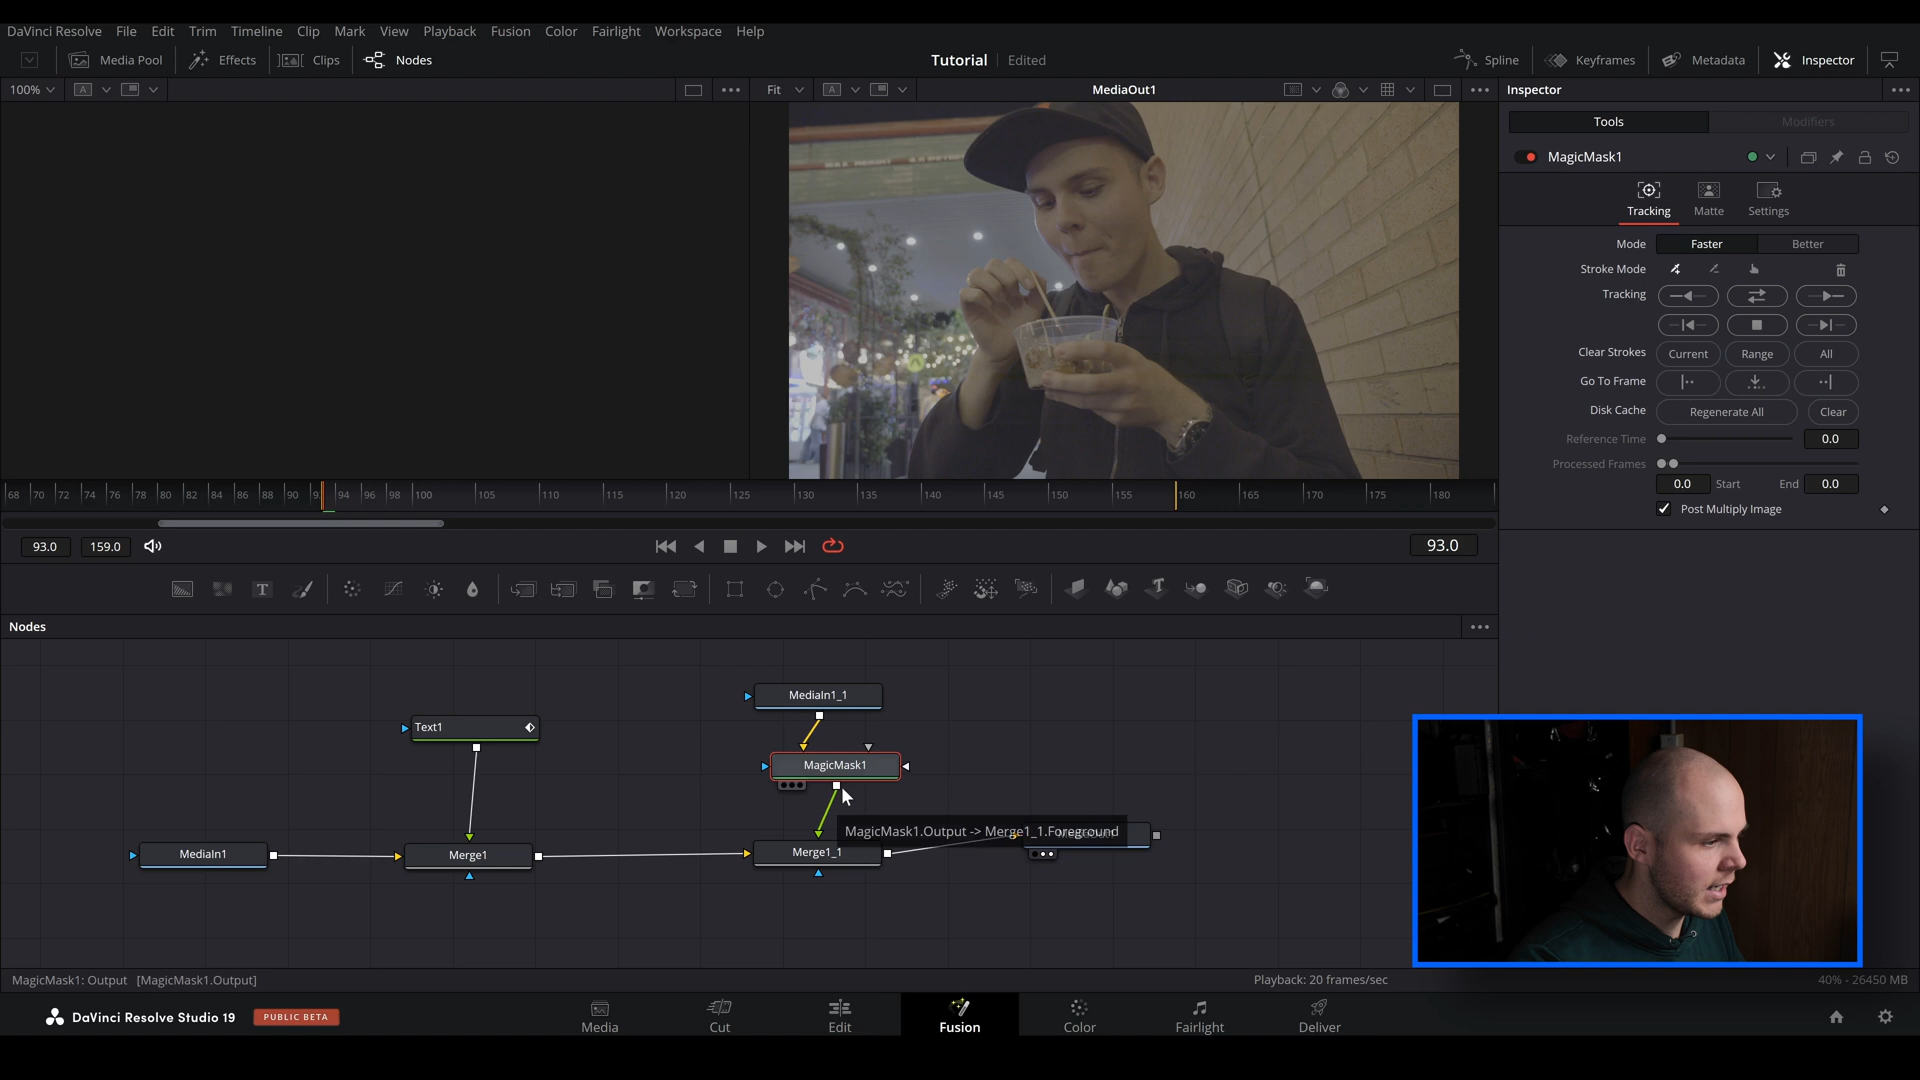 DaVinci Resolve File Edit Trim Timeline Clip Mark View Playback Fusion Color Fairlight Workspace Help
Media Pool Effects Clips Nodes Tutorial Edited Spline Keyframes Metadata Inspector
100% A Fit A MediaOut1 Inspector
Tools Modifiers
MagicMask1
Tracking Matte Settings
Mode Faster Better
Stroke Mode
Tracking
Clear Strokes Current Range All
Go To Frame
Disk Cache Regenerate All Clear
Reference Time 0.0
Processed Frames
0.0 Start End 0.0
Post Multiply Image
68 70 72 74 76 78 80 82 84 86 88 90 94 96 98 100 105 110 115 120 125 130 135 140 145 150 155 160 165 170 175 180
93.0 159.0 93.0
T T
Nodes
MediaIn1_1
Text1
MagicMask1
MagicMask1.Output -> Merge1_1.Foreground
MediaIn1 Merge1 Merge1_1
MagicMask1: Output [MagicMask1.Output] Playback: 20 frames/sec 40% - 26450 MB
DaVinci Resolve Studio 19 PUBLIC BETA Media Cut Edit Fusion Color Fairlight Deliver